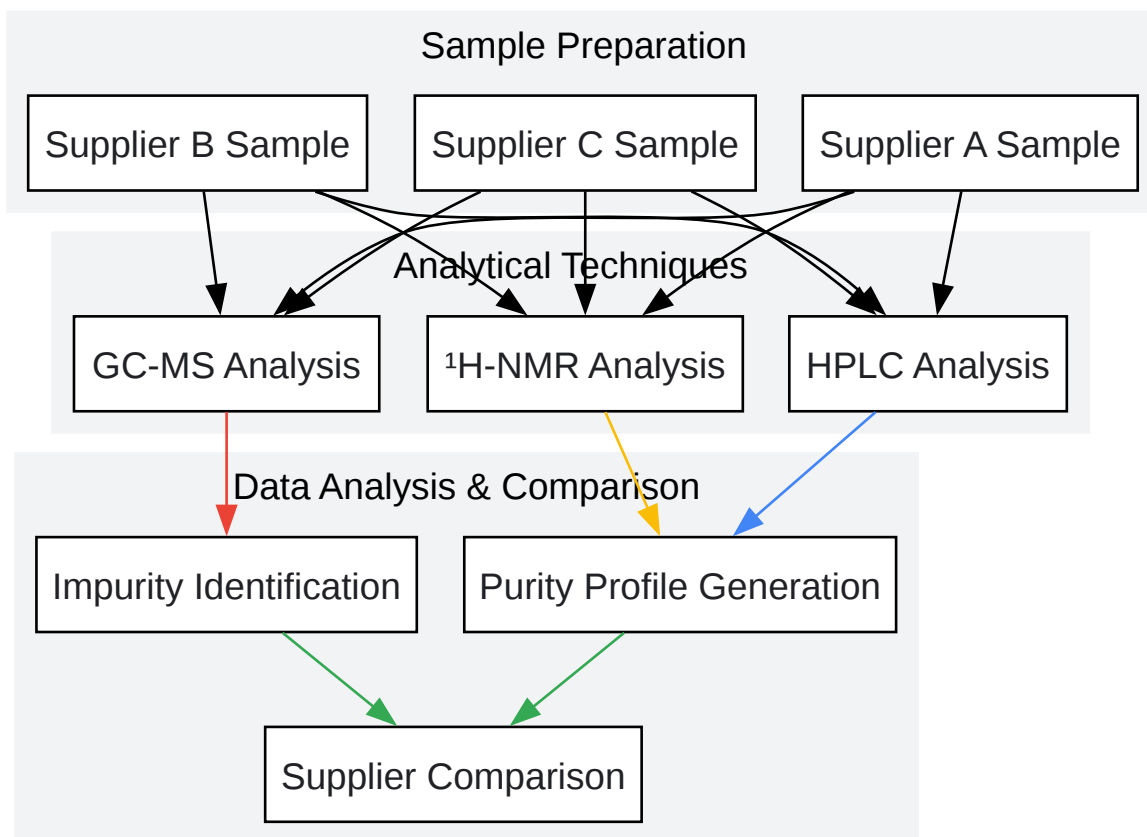 Sample Preparation
Supplier B Sample
Supplier C Sample
Supplier A Sample
Analytical Techniques
GC-MS Analysis
¹H-NMR Analysis
HPLC Analysis
Data Analysis & Comparison
Impurity Identification
Purity Profile Generation
Supplier Comparison